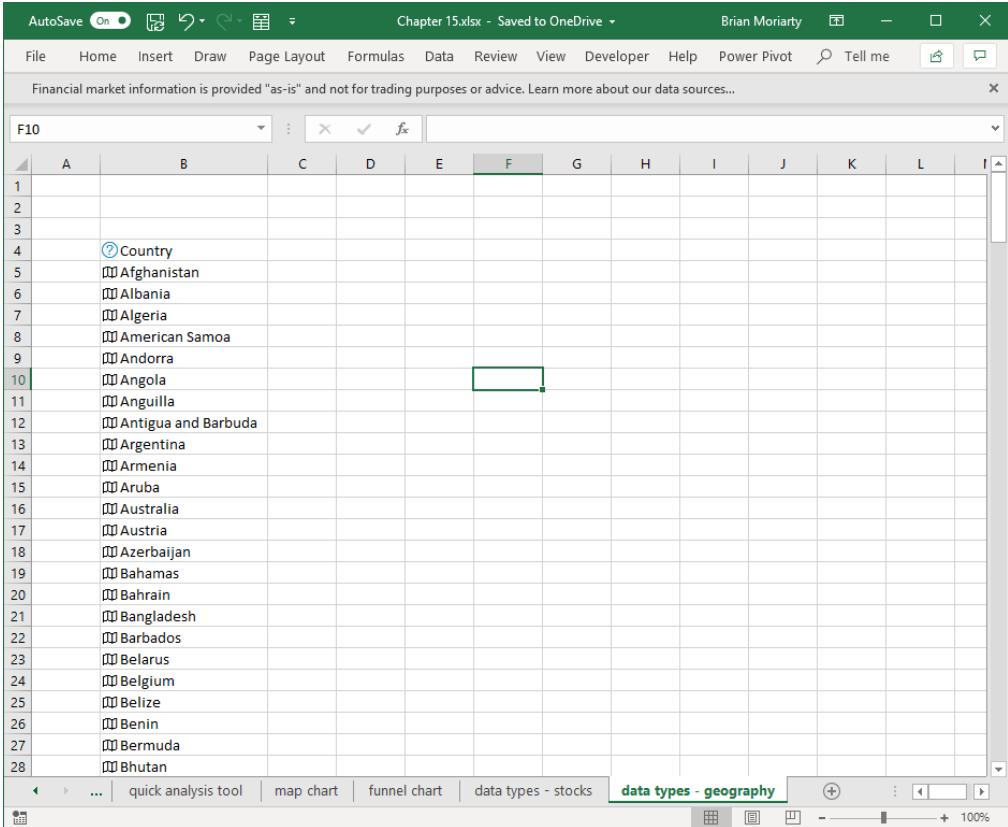 AutoSave On Chapter 15.xlsx - Saved to OneDrive Brian Moriarty
File Home Insert Draw Page Layout Formulas Data Review View Developer Help Power Pivot Tell me
Financial market information is provided "as-is" and not for trading purposes or advice. Learn more about our data sources...
F10 fx
A B C D E F G H I J K L
1
2
3
4 Country
5 Afghanistan
6 Albania
7 Algeria
8 American Samoa
9 Andorra
10 Angola
11 Anguilla
12 Antigua and Barbuda
13 Argentina
14 Armenia
15 Aruba
16 Australia
17 Austria
18 Azerbaijan
19 Bahamas
20 Bahrain
21 Bangladesh
22 Barbados
23 Belarus
24 Belgium
25 Belize
26 Benin
27 Bermuda
28 Bhutan
... quick analysis tool map chart funnel chart data types - stocks data types - geography
100%